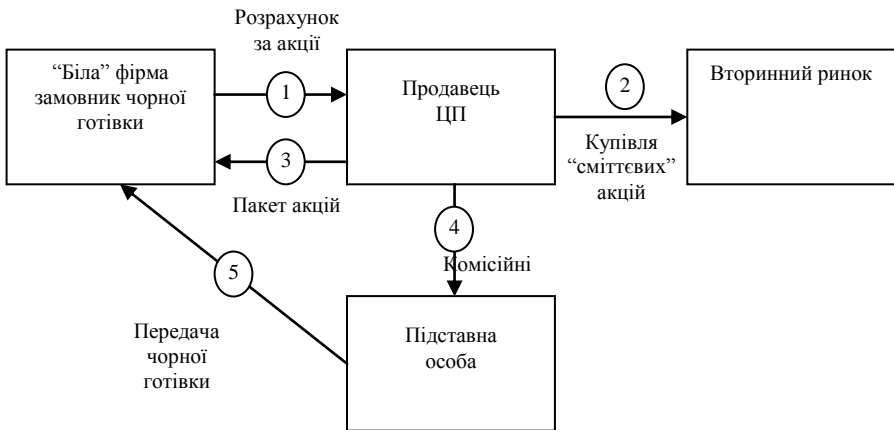 Розрахунок
за акції
“Біла” фірма
замовник чорної
готівки
1
Продавець
ЦП
2
Вторинний ринок
3
Пакет акцій
Купівля
“сміттєвих”
акцій
4
Комісійні
5
Передача
чорної
готівки
Підставна
особа